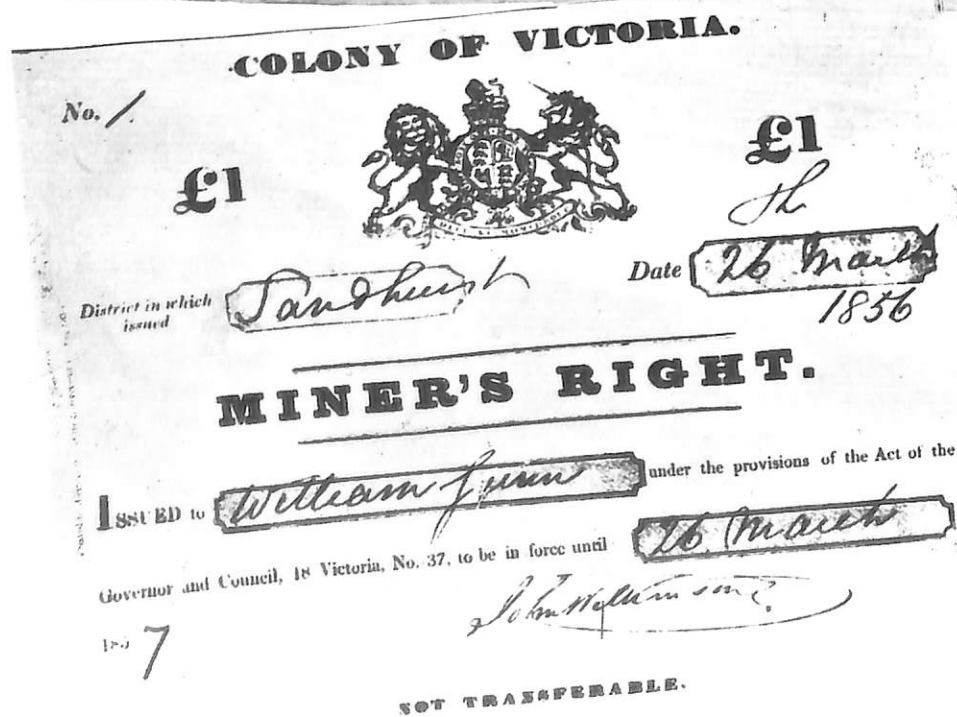 COLONY OF VICTORIA.
No. 1
£1
£1
Date 26 March
1856
District in which issued Sandhurst
MINER'S RIGHT.
ISSUED to William under the provisions of the Act of the
Governor and Council, 18 Victoria, No. 37, to be in force until 26 March
185 7
John Wilkinson
NOT TRANSFERABLE.